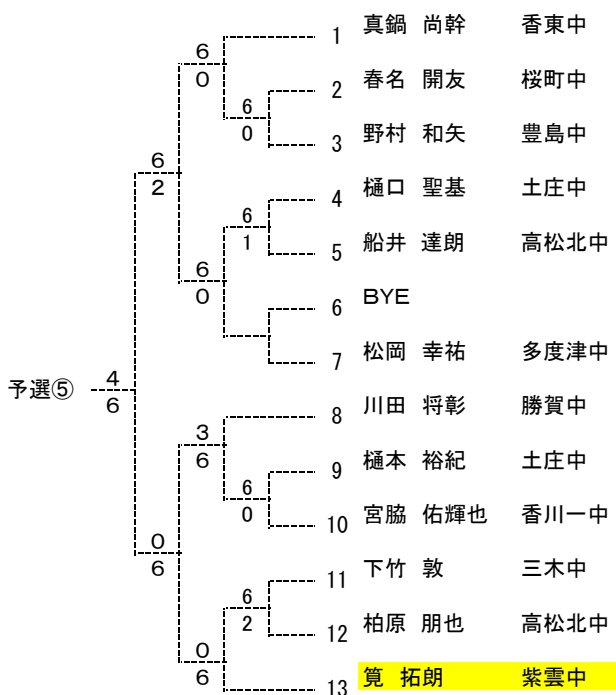 1 真鍋 尚幹 香東中
6
0
2 春名 開友 桜町中
6
0
3 野村 和矢 豊島中
6
2
4 樋口 聖基 土庄中
6
1
5 船井 達朗 高松北中
6
0
6 BYE
7 松岡 幸祐 多度津中
予選⑤
4
6
8 川田 将彰 勝賀中
3
6
9 樋本 裕紀 土庄中
6
0
10 宮脇 佑輝也 香川一中
0
6
11 下竹 敦 三木中
6
2
12 柏原 朋也 高松北中
0
6
13 筧 拓朗 紫雲中